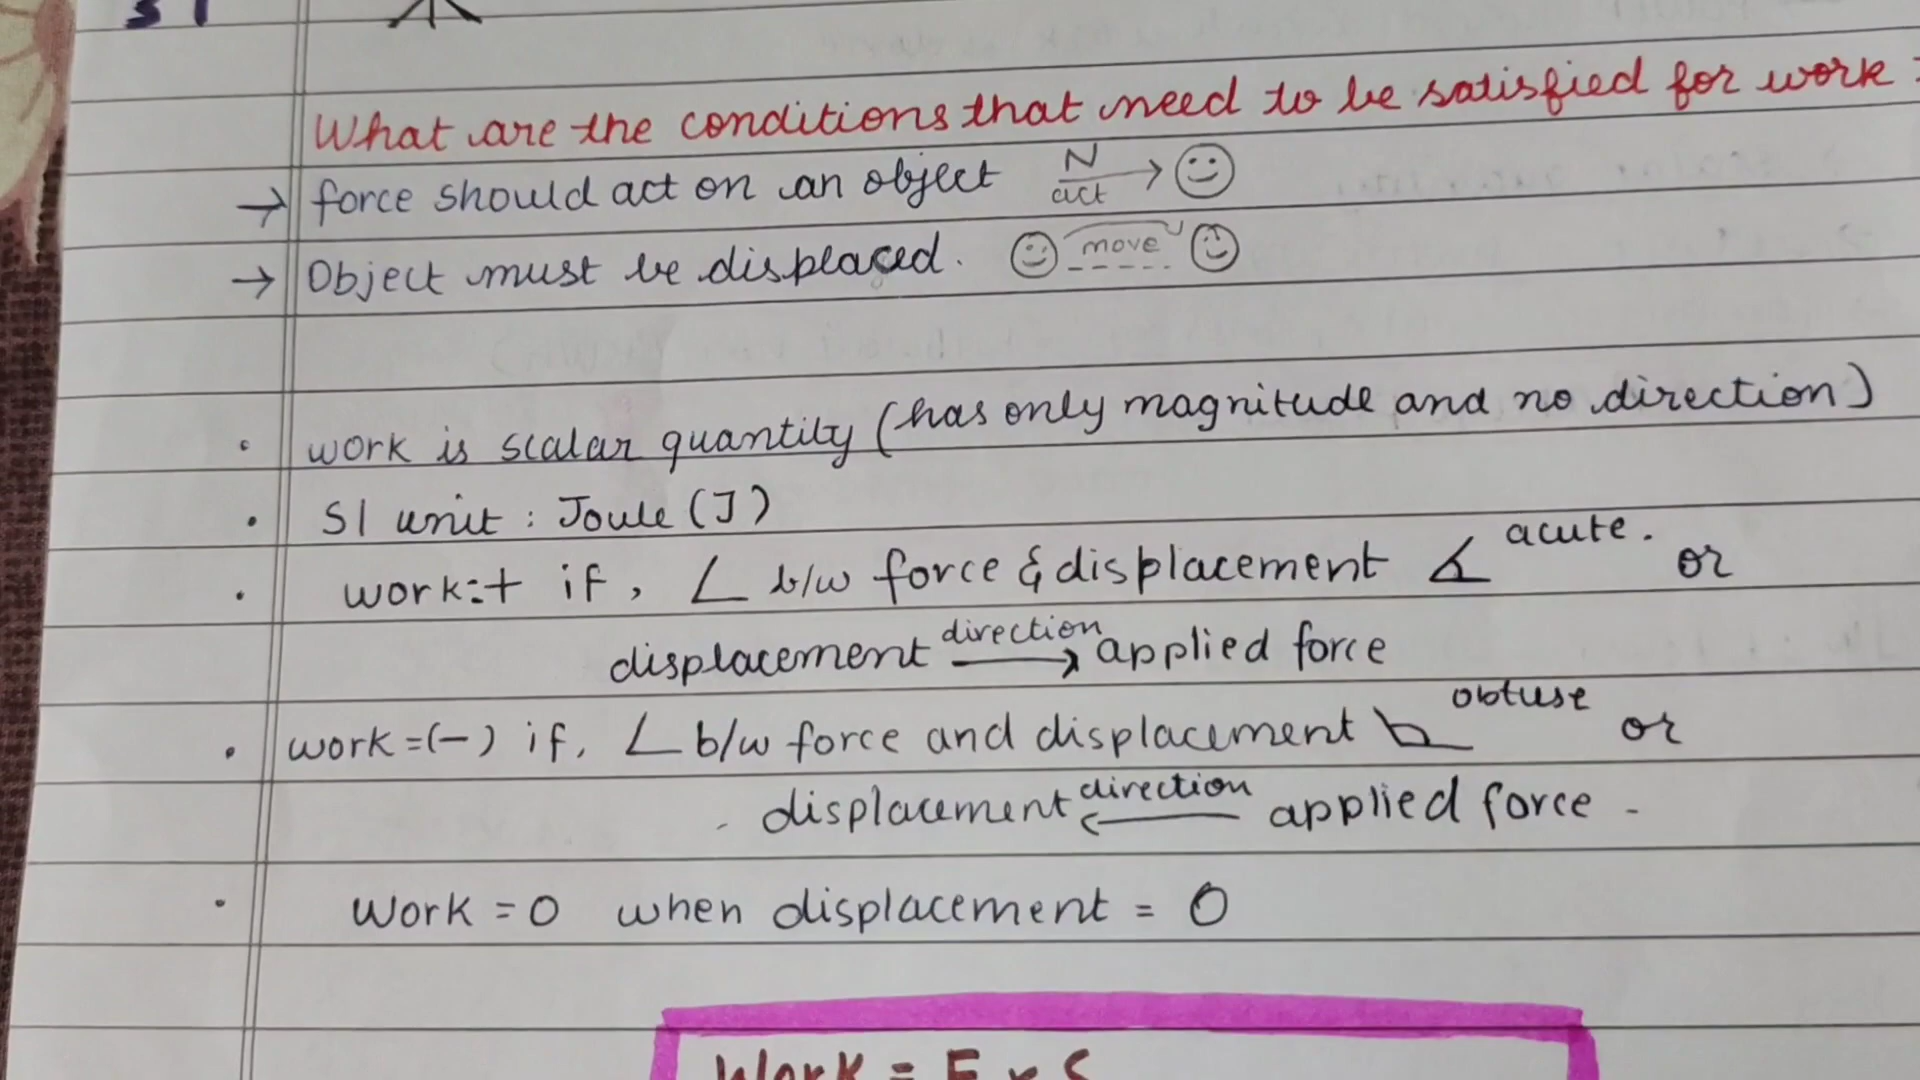 What are the conditions that need to be satisfied for work
→ force should act on an object N act →
→ Object must be displaced. move
• work is scalar quantity (has only magnitude and no direction)
• SI unit : Joule (J)
• work:+ if, ∠ b/w force & displacement acute. or
displacement direction → applied force
• work =(-) if, ∠ b/w force and displacement obtuse or
displacement direction ← applied force.
• Work = 0 when displacement = 0
Work = F x S